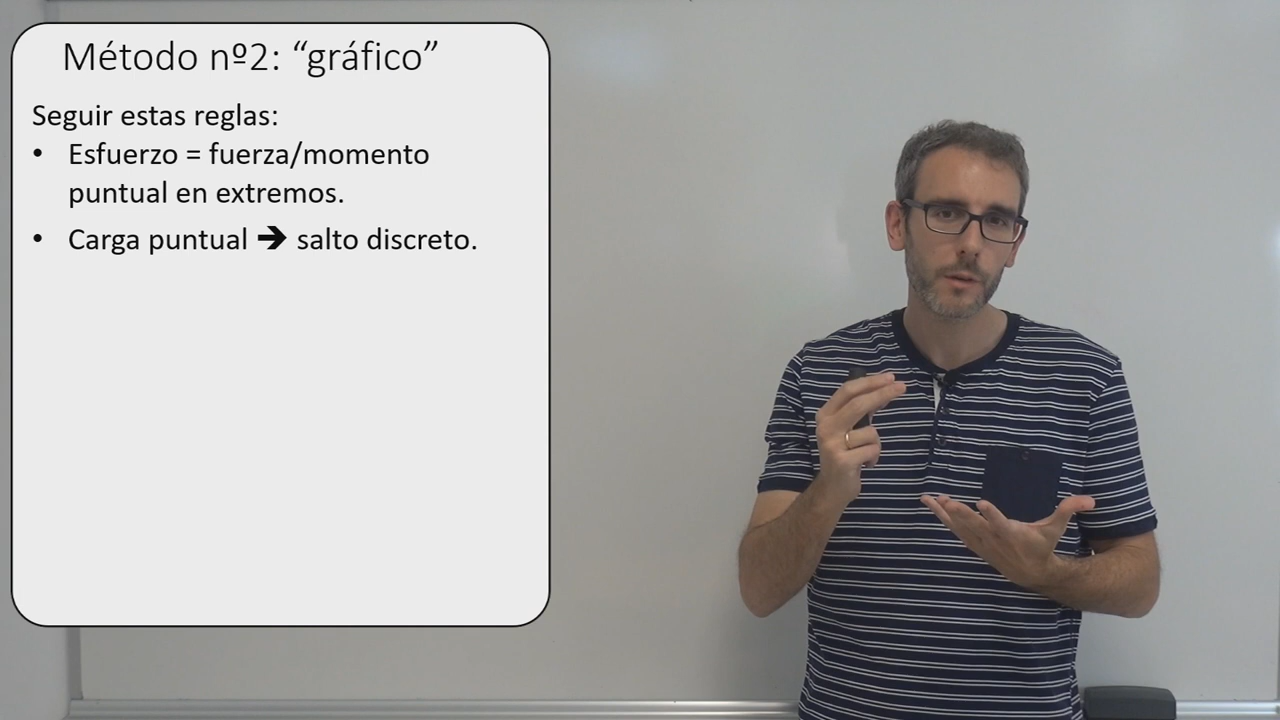 Método nº2: “gráfico”
Seguir estas reglas:
• Esfuerzo = fuerza/momento
puntual en extremos.
• Carga puntual ➔ salto discreto.